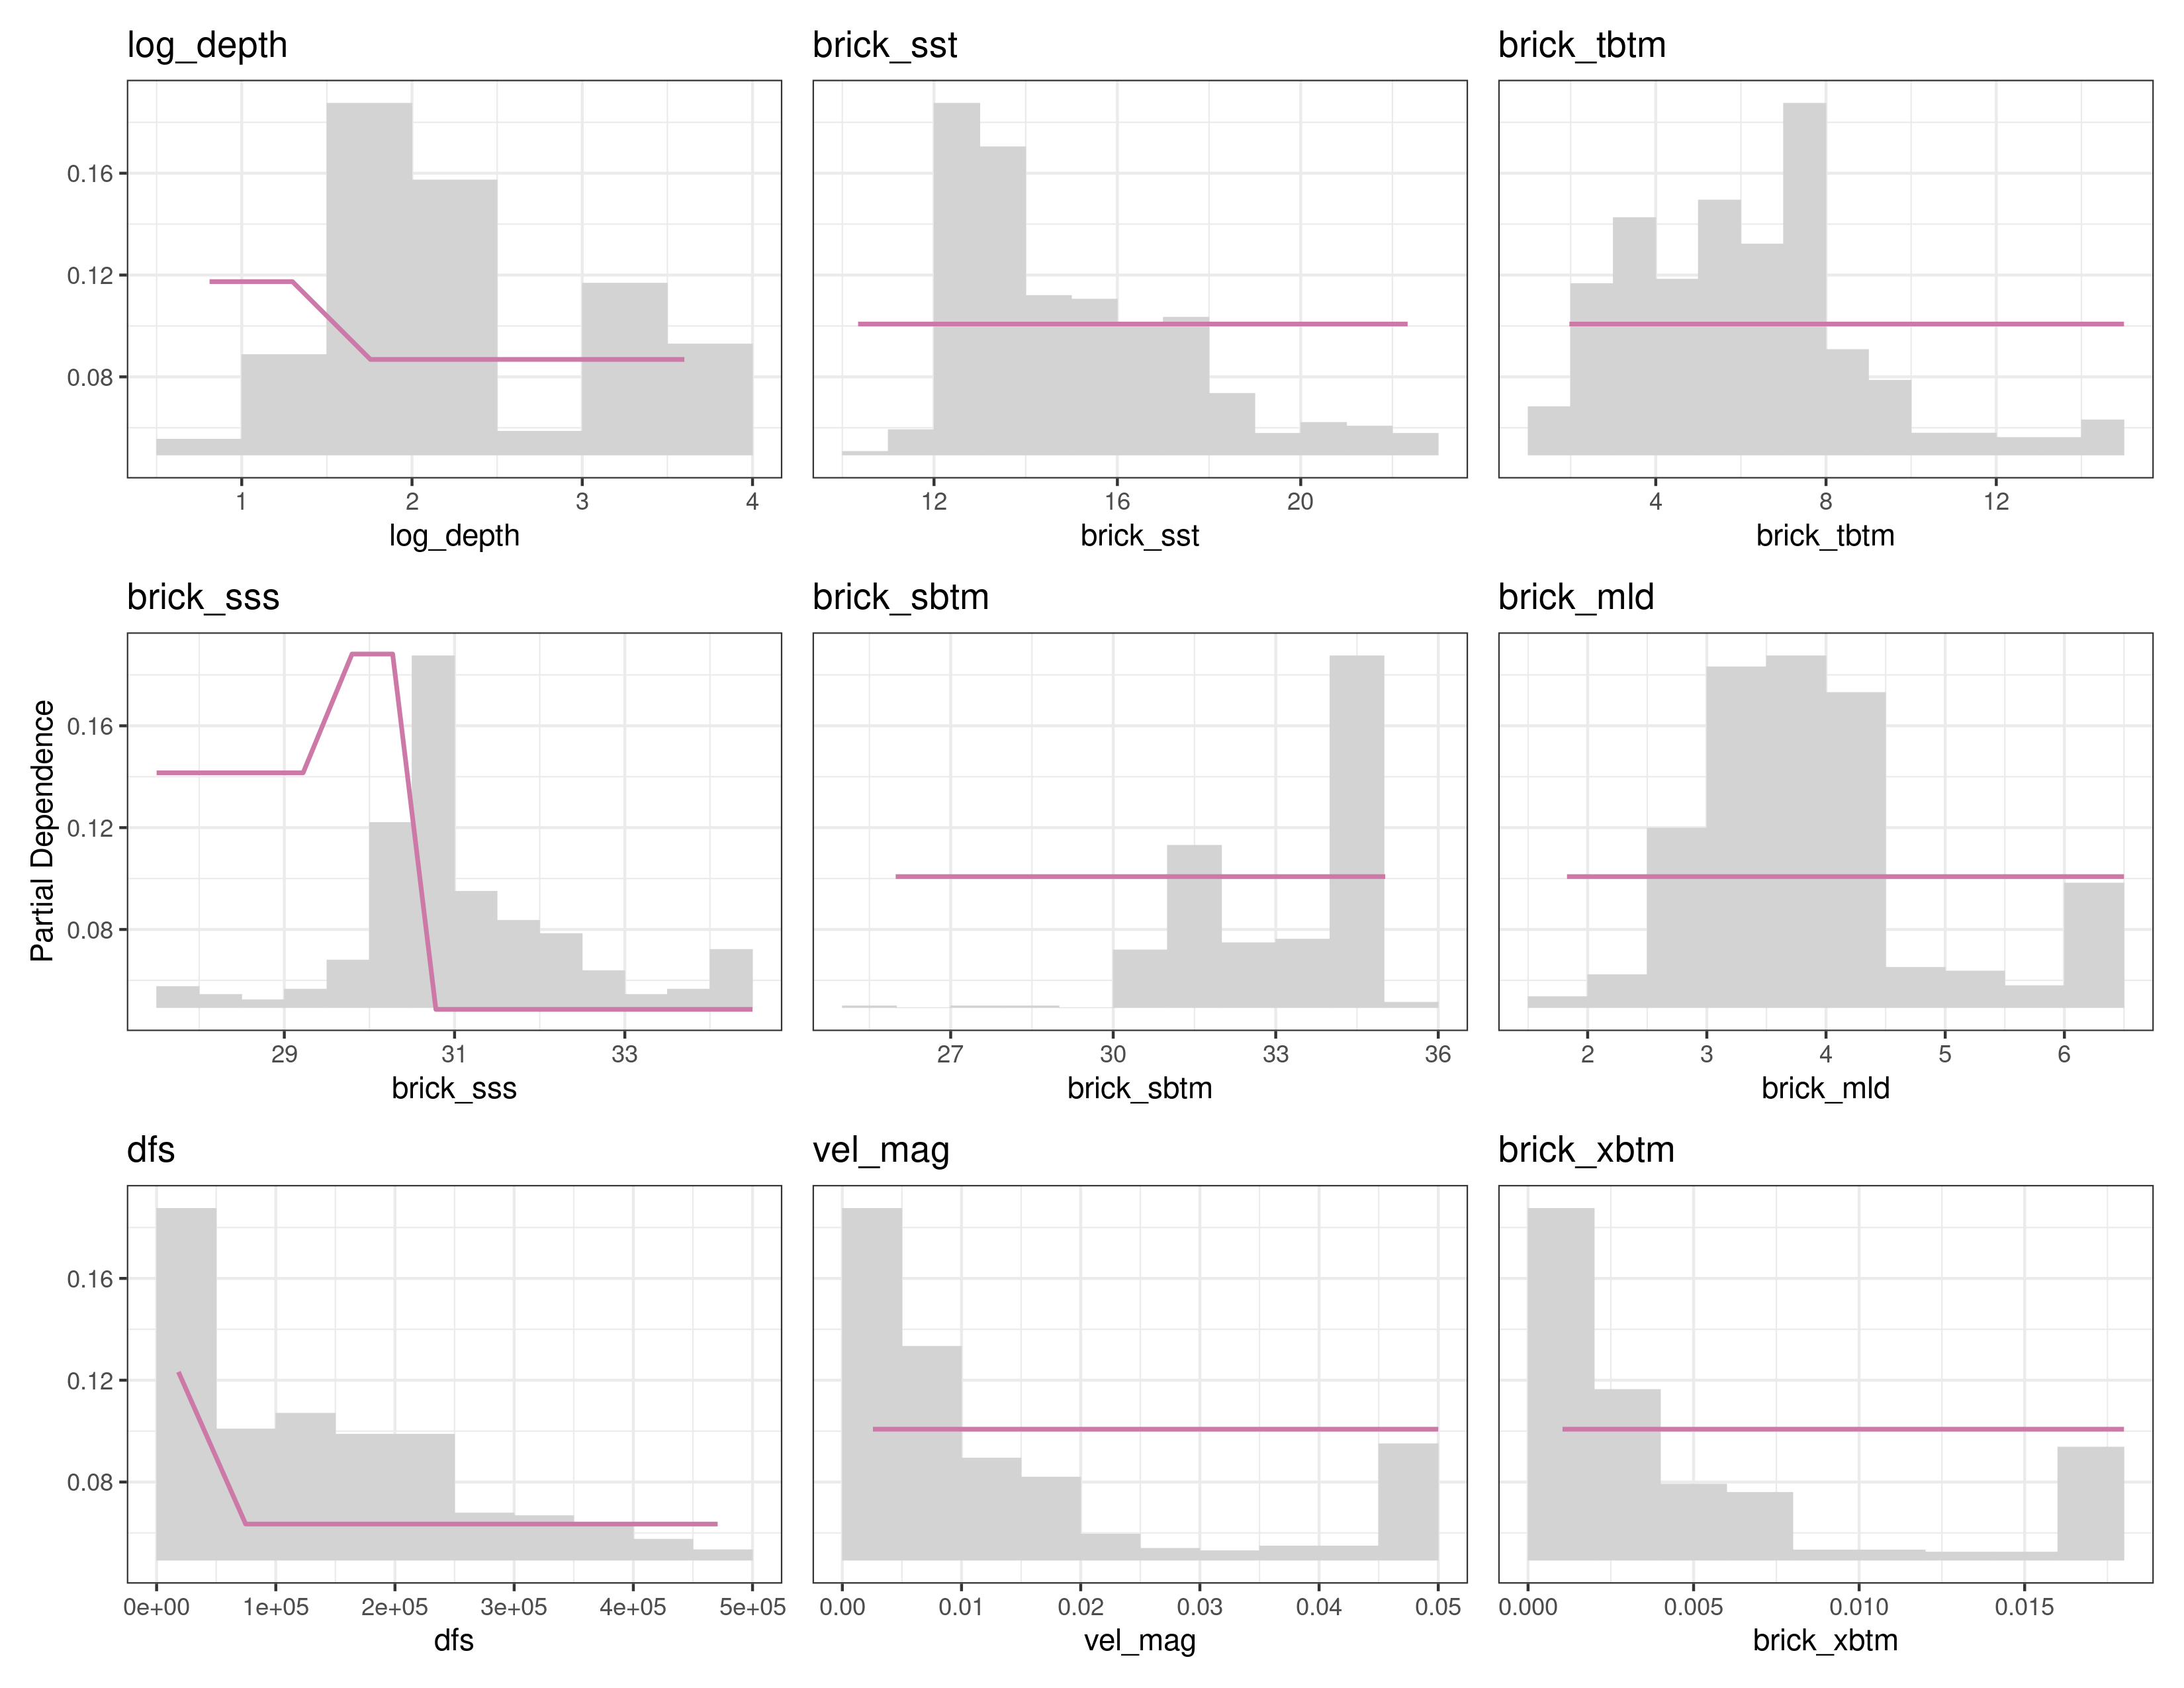 log_depth
brick_sst
brick_tbtm
0.16
0.12
0.08
1 2 3 4
12 16 20
4 8 12
log_depth
brick_sst
brick_tbtm
brick_sss
brick_sbtm
brick_mld
Partial Dependence
0.16
0.12
0.08
29 31 33
27 30 33 36
2 3 4 5 6
brick_sss
brick_sbtm
brick_mld
dfs
vel_mag
brick_xbtm
0.16
0.12
0.08
0e+00 1e+05 2e+05 3e+05 4e+05 5e+05
0.00 0.01 0.02 0.03 0.04 0.05
0.000 0.005 0.010 0.015
dfs
vel_mag
brick_xbtm